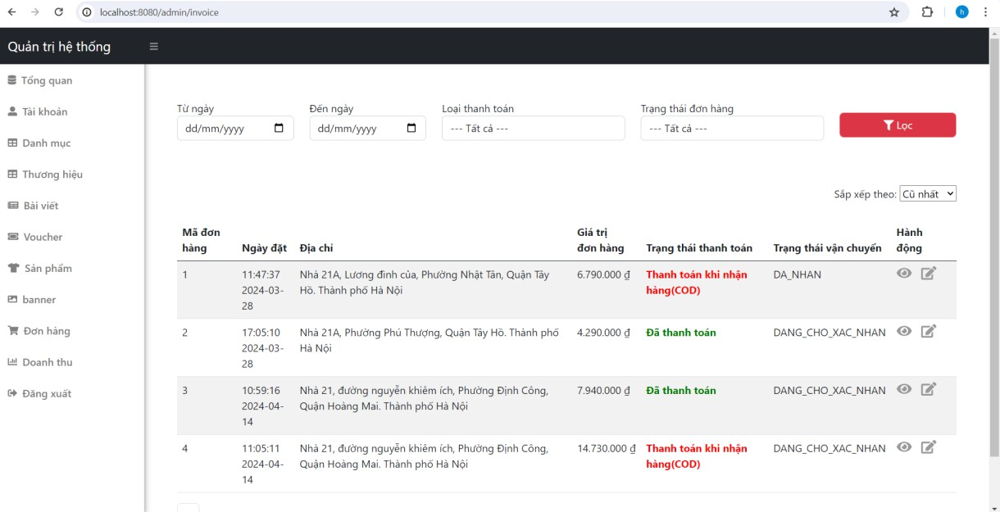 localhost:8080/admin/invoice
h
Quản trị hệ thống
Tổng quan
Tài khoản
Danh mục
Thương hiệu
Bài viết
Voucher
Sản phẩm
banner
Đơn hàng
Doanh thu
Đăng xuất
Từ ngày
Đến ngày
Loại thanh toán
Trạng thái đơn hàng
dd/mm/yyyy
dd/mm/yyyy
--- Tất cả ---
--- Tất cả ---
Lọc
Sắp xếp theo: Cũ nhất
Mã đơn hàng
Ngày đặt
Địa chỉ
Giá trị đơn hàng
Trạng thái thanh toán
Trạng thái vận chuyển
Hành động
1
11:47:37
2024-03-
28
Nhà 21A, Lương đình của, Phường Nhật Tân, Quận Tây
Hồ. Thành phố Hà Nội
6.790.000 ₫
Thanh toán khi nhận
hàng(COD)
DA_NHAN
2
17:05:10
2024-03-
28
Nhà 21A, Phường Phú Thượng, Quận Tây Hồ. Thành phố
Hà Nội
4.290.000 ₫
Đã thanh toán
DANG_CHO_XAC_NHAN
3
10:59:16
2024-04-
14
Nhà 21, đường nguyễn khiêm ích, Phường Định Công,
Quận Hoàng Mai. Thành phố Hà Nội
7.940.000 ₫
Đã thanh toán
DANG_CHO_XAC_NHAN
4
11:05:11
2024-04-
14
Nhà 21, đường nguyễn khiêm ích, Phường Định Công,
Quận Hoàng Mai. Thành phố Hà Nội
14.730.000 ₫
Thanh toán khi nhận
hàng(COD)
DANG_CHO_XAC_NHAN